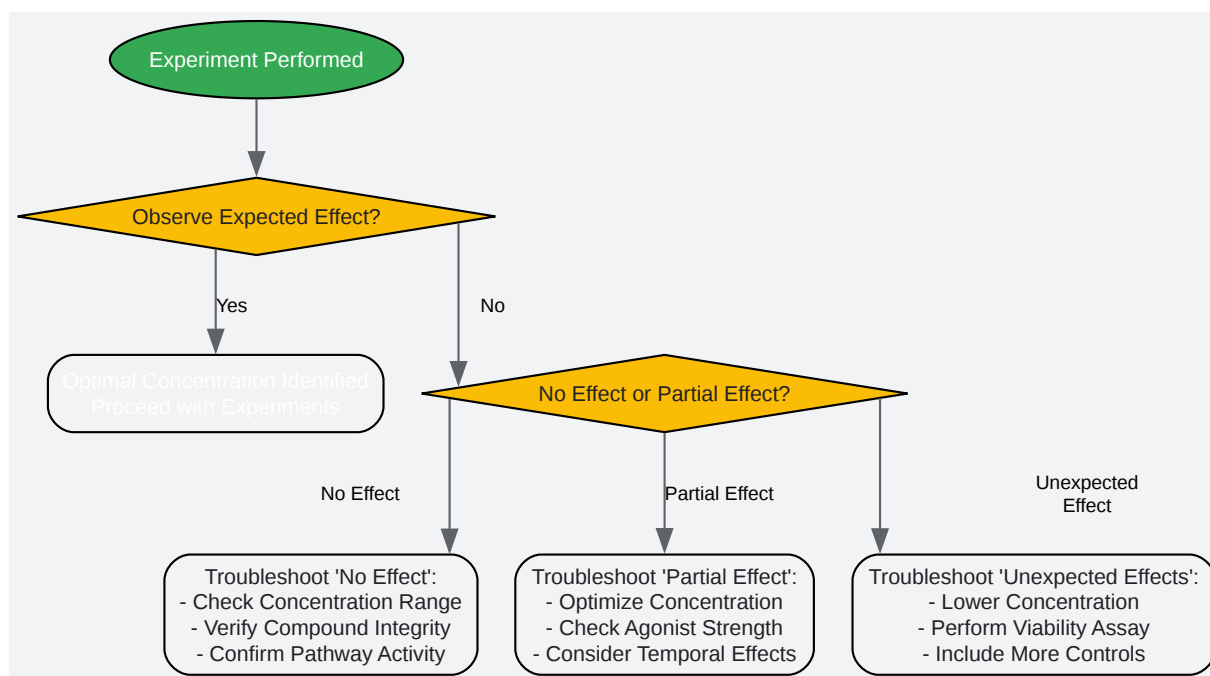 Experiment Performed
Observe Expected Effect?
Yes
No
Optimal Concentration Identified
Proceed with Experiments
No Effect or Partial Effect?
No Effect
Partial Effect
Unexpected
Effect
Troubleshoot 'No Effect':
- Check Concentration Range
- Verify Compound Integrity
- Confirm Pathway Activity
Troubleshoot 'Partial Effect':
- Optimize Concentration
- Check Agonist Strength
- Consider Temporal Effects
Troubleshoot 'Unexpected Effects':
- Lower Concentration
- Perform Viability Assay
- Include More Controls